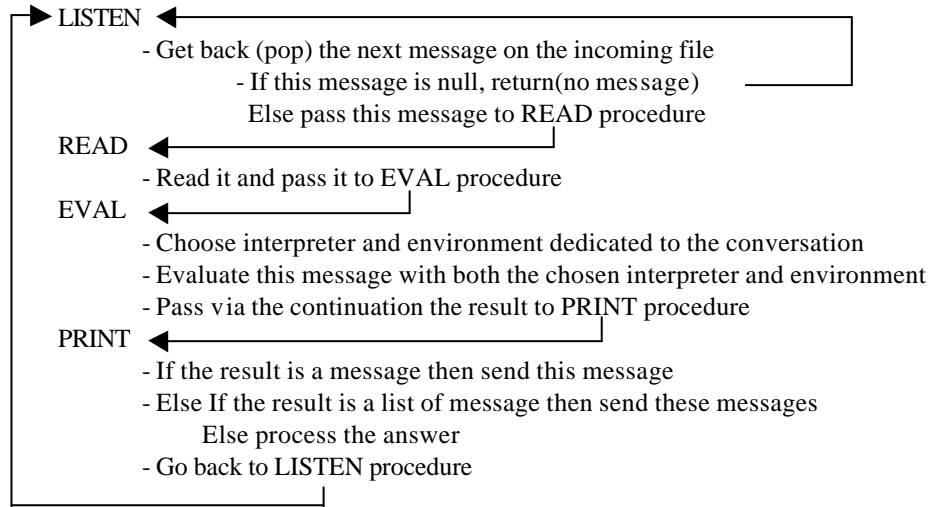 LISTEN
- Get back (pop) the next message on the incoming file
- If this message is null, return(no message)
Else pass this message to READ procedure
READ
- Read it and pass it to EVAL procedure
EVAL
- Choose interpreter and environment dedicated to the conversation
- Evaluate this message with both the chosen interpreter and environment
- Pass via the continuation the result to PRINT procedure
PRINT
- If the result is a message then send this message
- Else If the result is a list of message then send these messages
Else process the answer
- Go back to LISTEN procedure